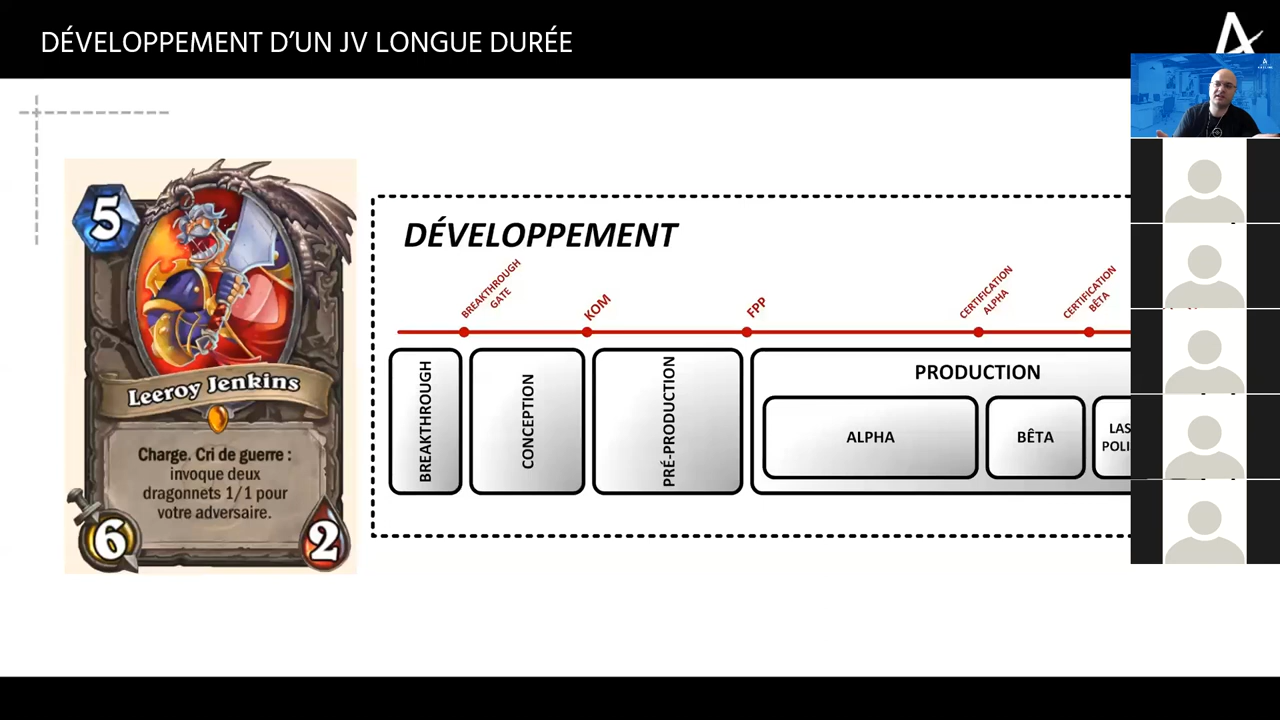 DÉVELOPPEMENT D'UN JV LONGUE DURÉE
5
Leeroy Jenkins
Charge. Cri de guerre :
invoque deux
dragonnets 1/1 pour
votre adversaire.
6
2
DÉVELOPPEMENT
BREAKTHROUGH
GATE
KOM
FPP
CERTIFICATION
ALPHA
CERTIFICATION
BÊTA
BREAKTHROUGH
CONCEPTION
PRÉ-PRODUCTION
PRODUCTION
ALPHA
BÊTA